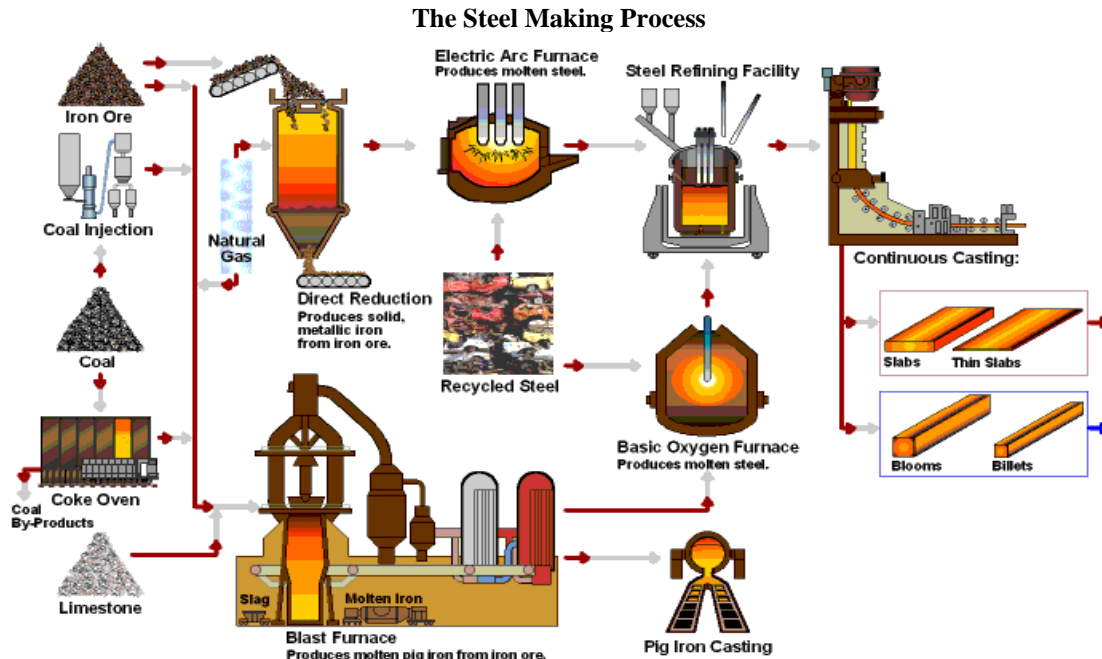 The Steel Making Process
Electric Arc Furnace
Produces molten steel.
Steel Refining Facility
Iron Ore
Coal Injection
Natural
Gas
Continuous Casting:
Direct Reduction
Produces solid,
metallic iron
from iron ore.
Coal
Recycled Steel
Slabs
Thin Slabs
Basic Oxygen Furnace
Produces molten steel.
Blooms
Billets
Coke Oven
Coal
By-Products
Limestone
Slag
Molten Iron
Blast Furnace
Produces molten pig iron from iron ore.
Pig Iron Casting